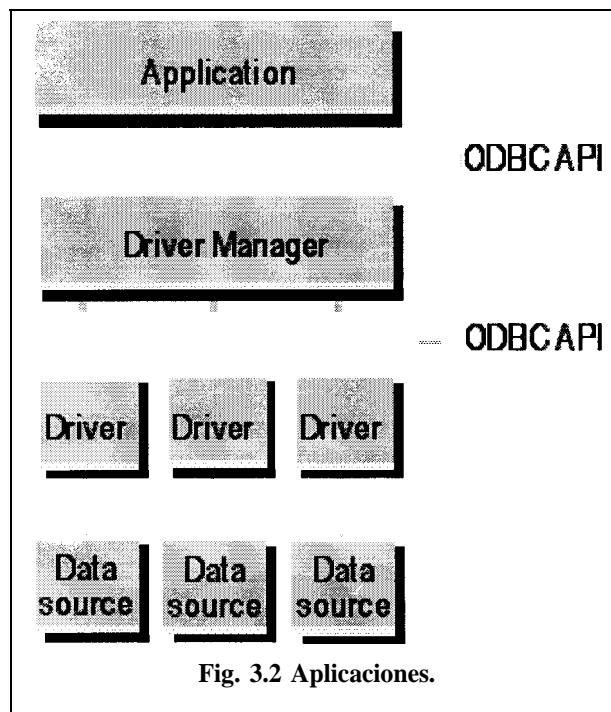 Application
ODBC API
Driver Manager
ODBC API
Driver Driver Driver
Data source Data source Data source
Fig. 3.2 Aplicaciones.